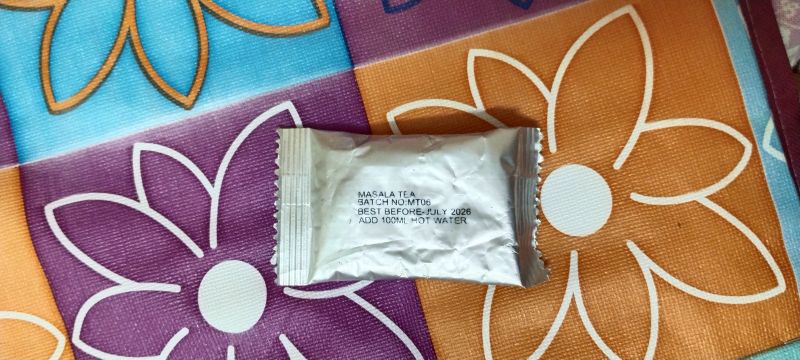 MASALA TEA
BATCH NO:MT06
BEST BEFORE-JULY 2026
ADD 100ML HOT WATER